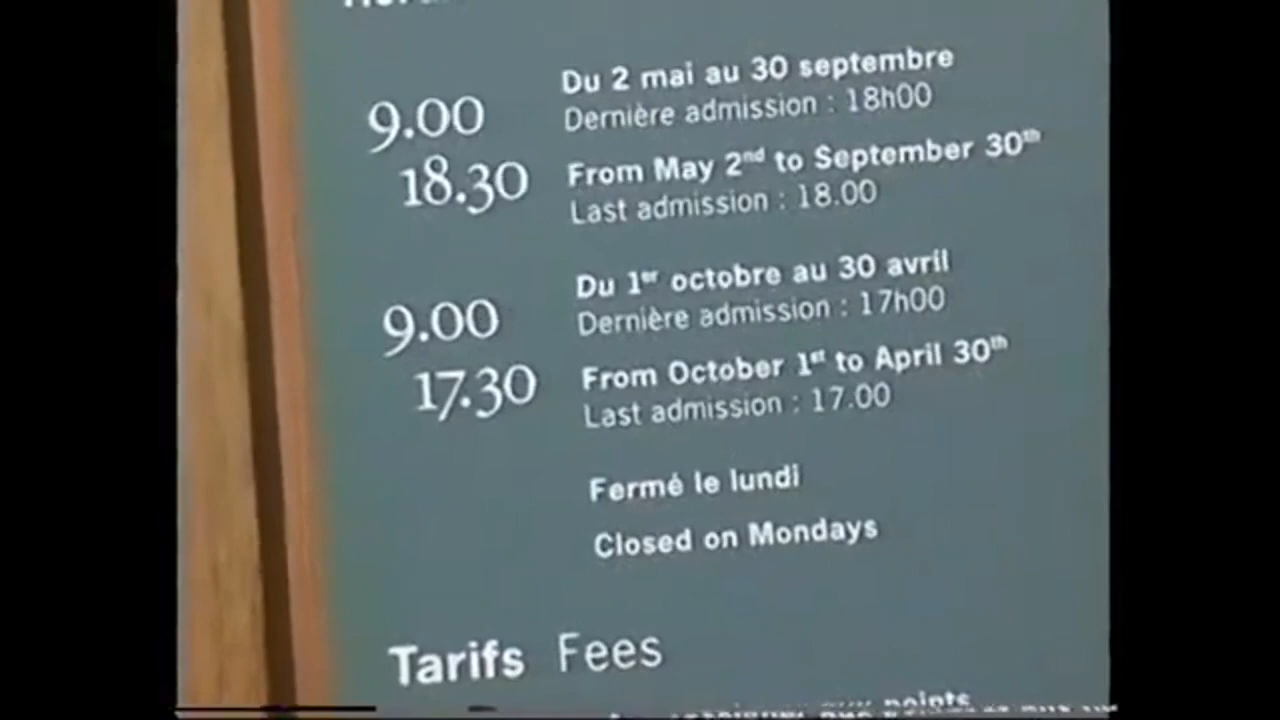 9.00
18.30
Du 2 mai au 30 septembre
Dernière admission : 18h00
From May 2nd to September 30th
Last admission : 18.00
9.00
17.30
Du 1er octobre au 30 avril
Dernière admission : 17h00
From October 1st to April 30th
Last admission : 17.00
Fermé le lundi
Closed on Mondays
Tarifs Fees
points